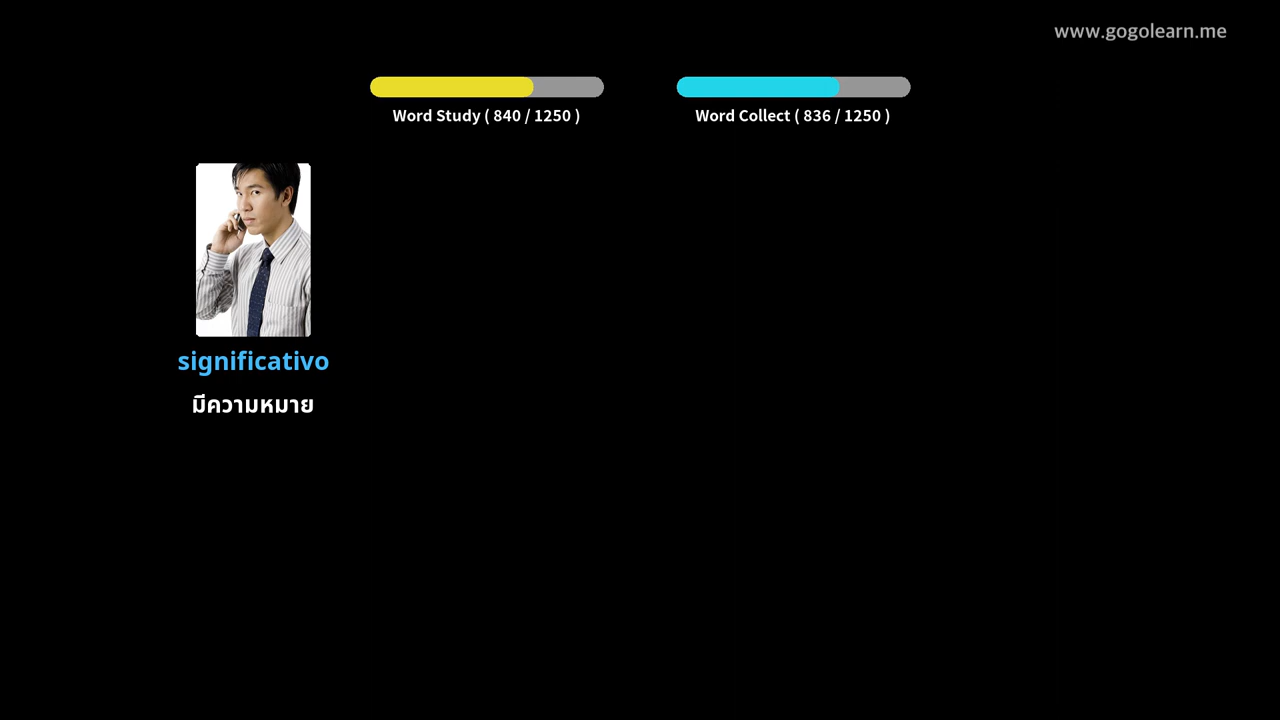 www.gogolearn.me
Word Study ( 840 / 1250 )
Word Collect ( 836 / 1250 )
significativo
มีความหมาย